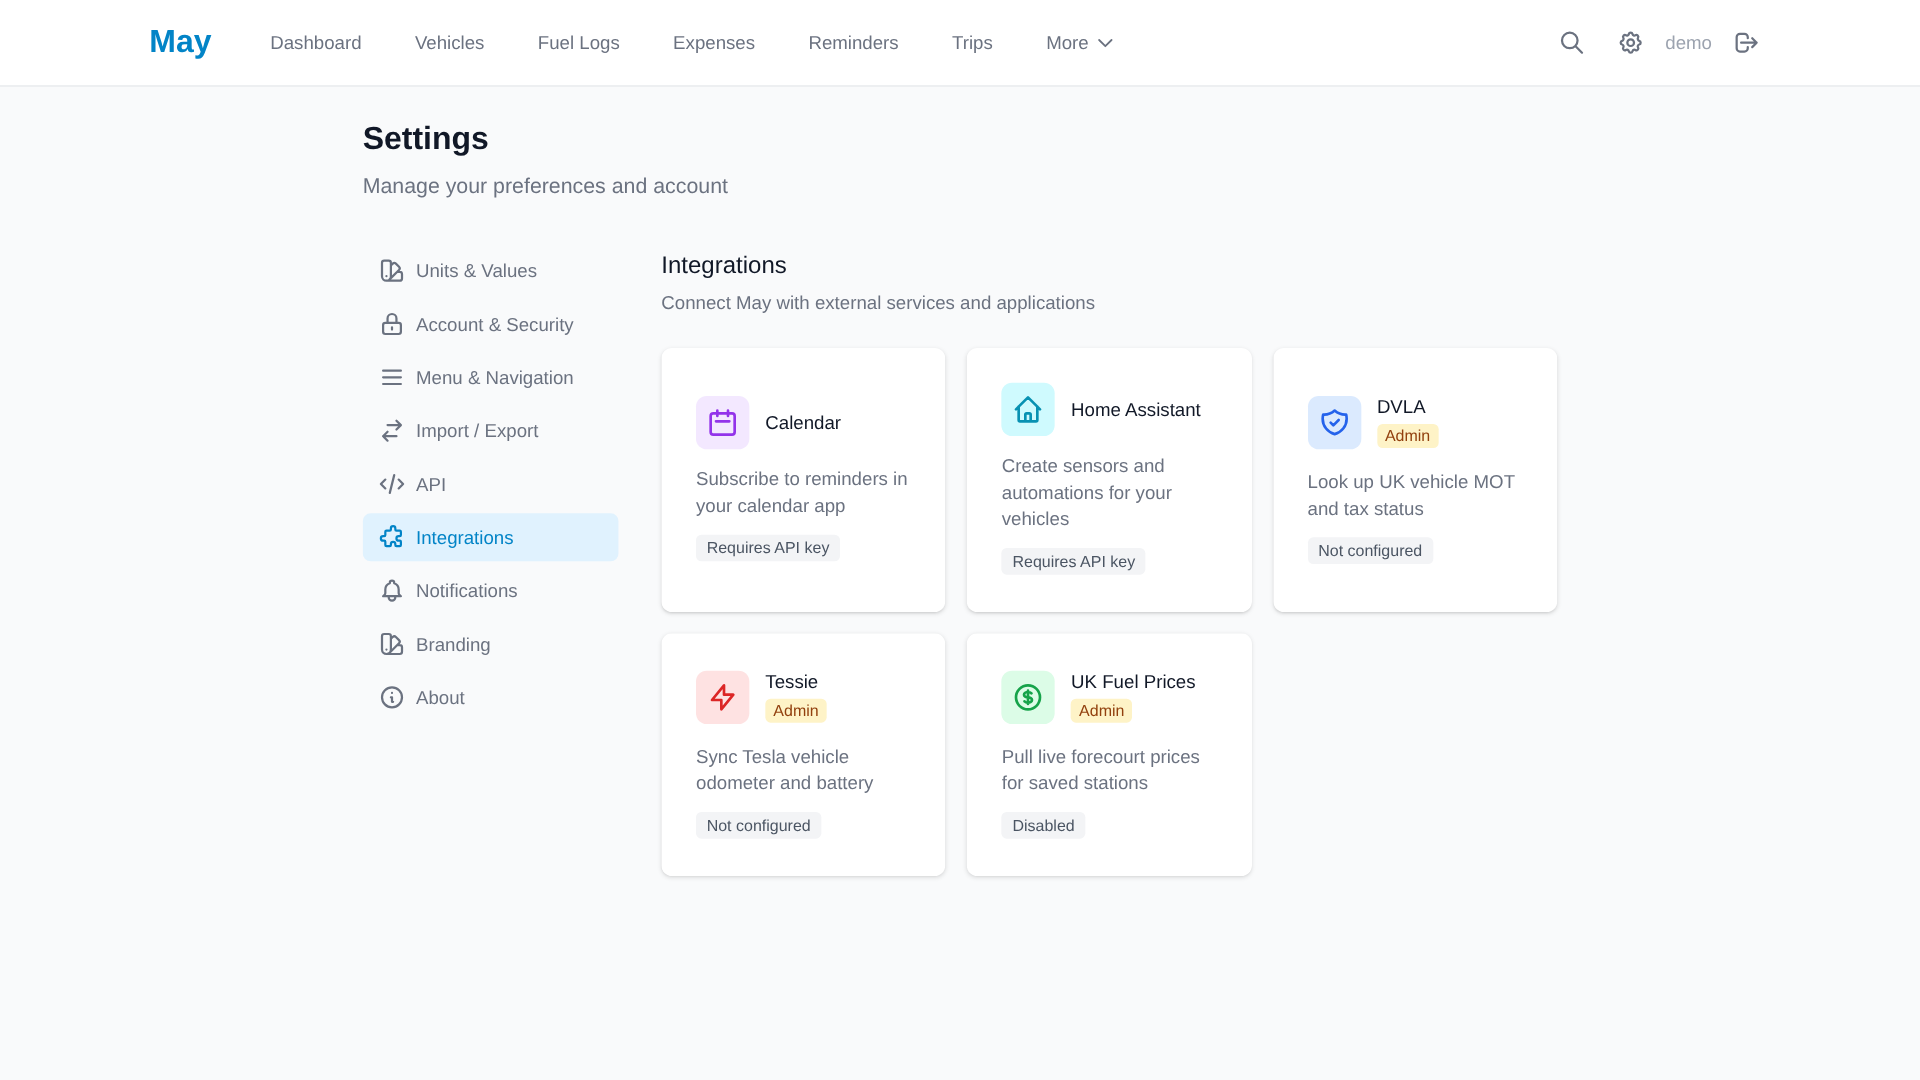 May
Dashboard
Vehicles
Fuel Logs
Expenses
Reminders
Trips
More
demo
Settings
Manage your preferences and account
Units & Values
Account & Security
Menu & Navigation
Import / Export
API
Integrations
Notifications
Branding
About
Integrations
Connect May with external services and applications
Calendar
Subscribe to reminders in
your calendar app
Requires API key
Home Assistant
Create sensors and
automations for your
vehicles
Requires API key
DVLA
Admin
Look up UK vehicle MOT
and tax status
Not configured
Tessie
Admin
Sync Tesla vehicle
odometer and battery
Not configured
UK Fuel Prices
Admin
Pull live forecourt prices
for saved stations
Disabled